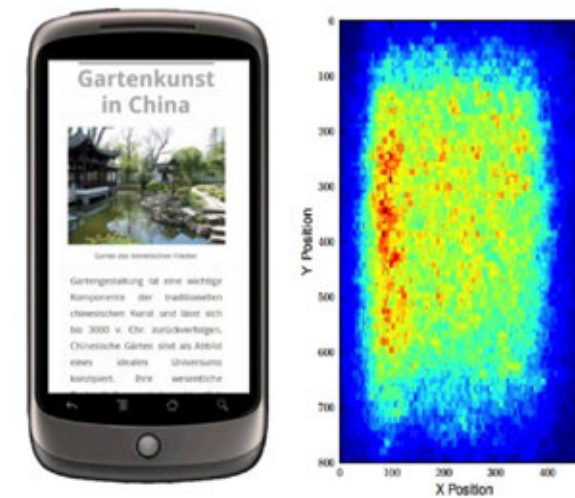 Gartenkunst
in China
Garten des himmlischen Friedens
Gartengestaltung ist eine wichtige
Komponente der traditionellen
chinesischen Kunst und lässt sich
bis 3000 v. Chr. zurückverfolgen.
Chinesische Gärten sind als Abbild
eines idealen Universums
konzipiert. Ihre wesentliche
0
100
200
300
400
500
600
700
800
Y Position
0
100
200
300
400
X Position